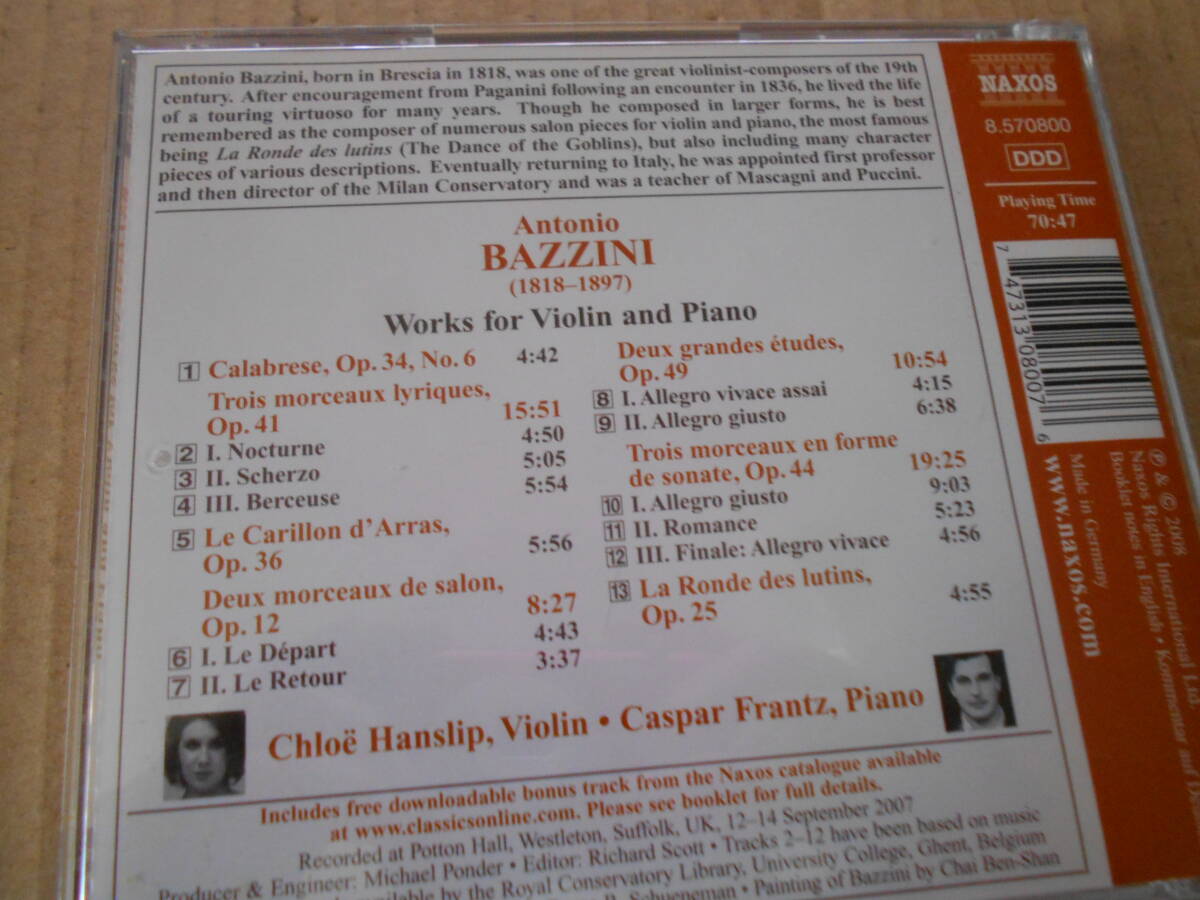 Antonio Bazzini, born in Brescia in 1818, was one of the great violinist-composers of the 19th
century. After encouragement from Paganini following an encounter in 1836, he lived the life
of a touring virtuoso for many years. Though he composed in larger forms, he is best
remembered as the composer of numerous salon pieces for violin and piano, the most famous
being La Ronde des lutins (The Dance of the Goblins), but also including many character
pieces of various descriptions. Eventually returning to Italy, he was appointed first professor
and then director of the Milan Conservatory and was a teacher of Mascagni and Puccini.
Antonio
BAZZINI
(1818–1897)
Works for Violin and Piano
1 Calabrese, Op. 34, No. 6 4:42
Trois morceaux lyriques,
Op. 41 15:51
2 I. Nocturne 4:50
3 II. Scherzo 5:05
4 III. Berceuse 5:54
5 Le Carillon d'Arras,
Op. 36 5:56
Deux morceaux de salon,
Op. 12 8:27
6 I. Le Départ 4:43
7 II. Le Retour 3:37
Deux grandes études,
Op. 49 10:54
8 I. Allegro vivace assai 4:15
9 II. Allegro giusto 6:38
Trois morceaux en forme
de sonate, Op. 44 19:25
10 I. Allegro giusto 9:03
11 II. Romance 5:23
12 III. Finale: Allegro vivace 4:56
13 La Ronde des lutins,
Op. 25 4:55
Chloë Hanslip, Violin • Caspar Frantz, Piano
Includes free downloadable bonus track from the Naxos catalogue available
at www.classicsonline.com. Please see booklet for full details.
Recorded at Potton Hall, Westleton, Suffolk, UK, 12–14 September 2007
Producer & Engineer: Michael Ponder • Editor: Richard Scott • Tracks 2–12 have been based on music
available by the Royal Conservatory Library, University College, Ghent, Belgium
Schueneman • Painting of Bazzini by Chai Ben-Shan
NAXOS
8.570800
DDD
Playing Time
70:47
7 47313 08007 6
www.naxos.com
Made in Germany
Booklet notes in English • Kommentar auf
Naxos Rights International Ltd.
℗ & © 2008